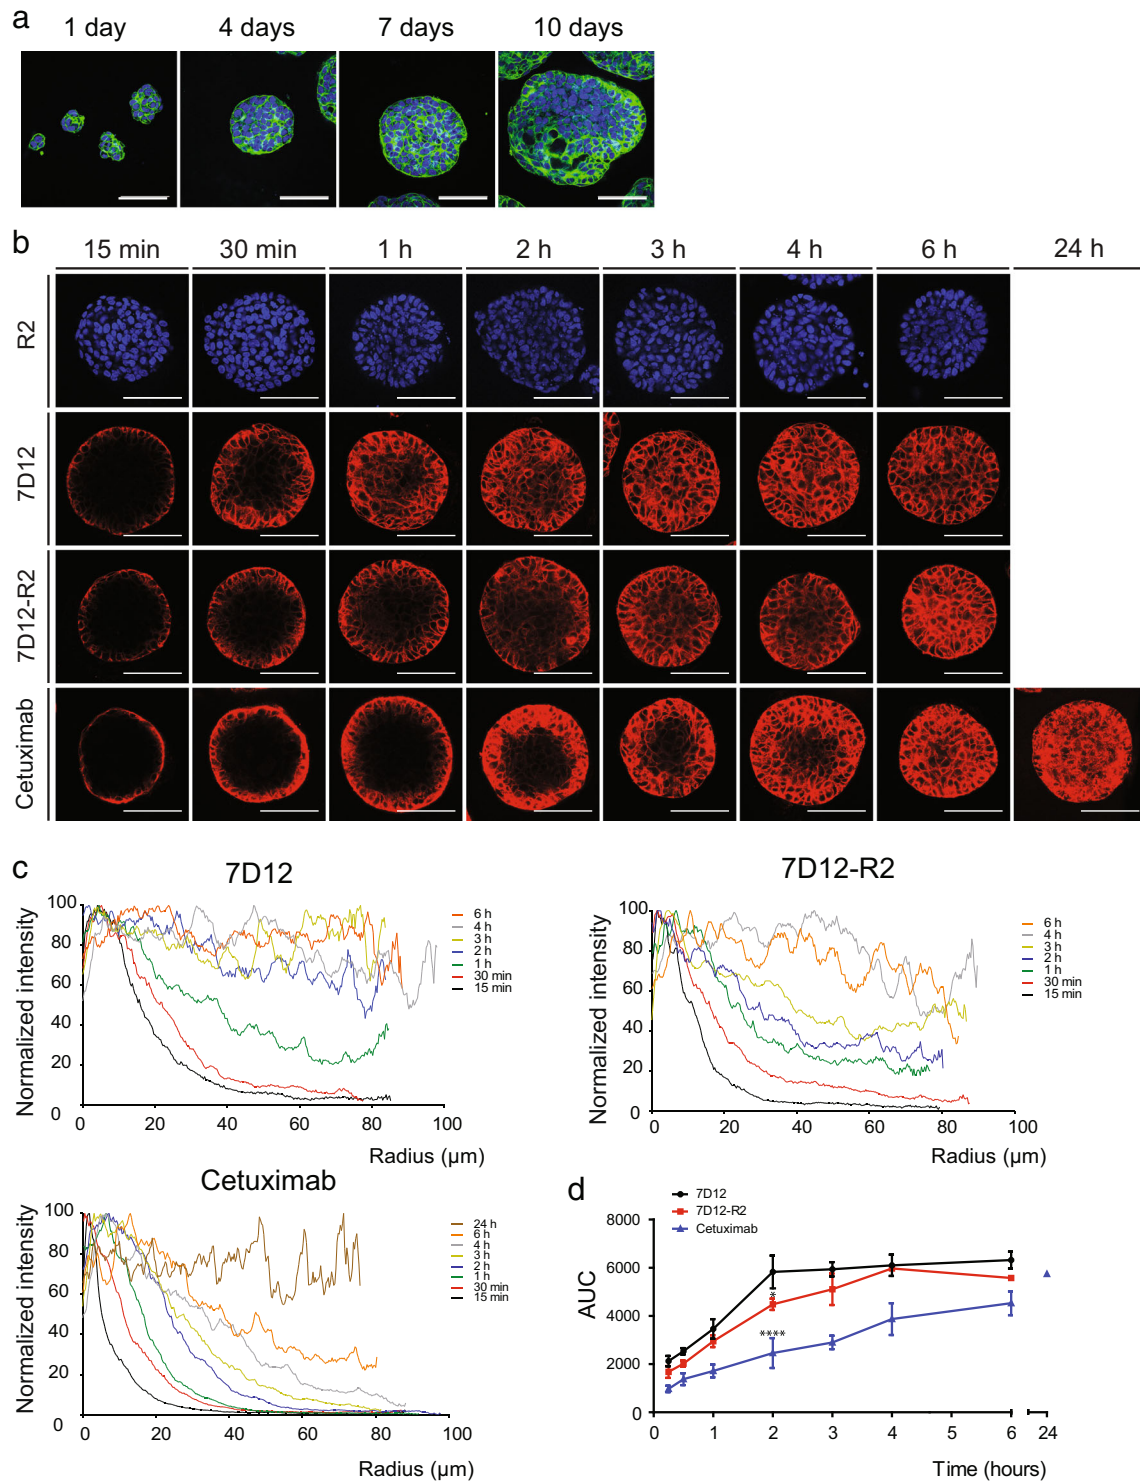 a
1 day 4 days 7 days 10 days
b
15 min 30 min 1 h 2 h 3 h 4 h 6 h 24 h
R2
7D12
7D12-R2
Cetuximab
c
7D12
Normalized intensity
100
80
60
40
20
0
0 20 40 60 80 100
Radius (µm)
6 h
4 h
3 h
2 h
1 h
30 min
15 min
7D12-R2
Normalized intensity
100
80
60
40
20
0
0 20 40 60 80 100
Radius (µm)
6 h
4 h
3 h
2 h
1 h
30 min
15 min
Cetuximab
Normalized intensity
100
80
60
40
20
0
0 20 40 60 80 100
Radius (µm)
24 h
6 h
4 h
3 h
2 h
1 h
30 min
15 min
d
7D12
7D12-R2
Cetuximab
AUC
8000
6000
4000
2000
0
*
****
0 1 2 3 4 5 6 24
Time (hours)